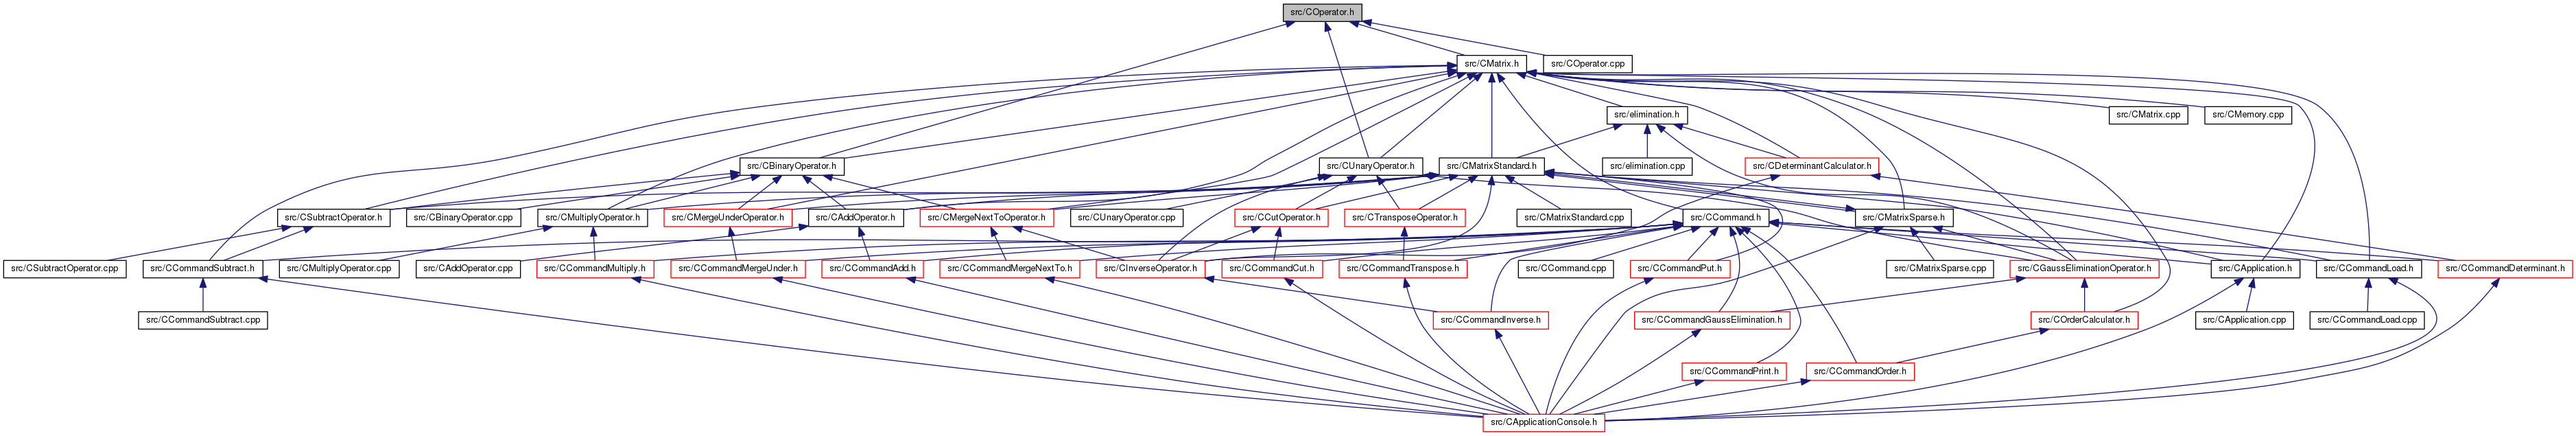 src/COperator.h
src/CMatrix.h
src/COperator.cpp
src/elimination.h
src/CMatrix.cpp
src/CMemory.cpp
src/CBinaryOperator.h
src/CUnaryOperator.h
src/CMatrixStandard.h
src/elimination.cpp
src/CDeterminantCalculator.h
src/CSubtractOperator.h
src/CBinaryOperator.cpp
src/CMultiplyOperator.h
src/CMergeUnderOperator.h
src/CAddOperator.h
src/CMergeNextToOperator.h
src/CUnaryOperator.cpp
src/CCutOperator.h
src/CTransposeOperator.h
src/CMatrixStandard.cpp
src/CCommand.h
src/CMatrixSparse.h
src/CSubtractOperator.cpp
src/CCommandSubtract.h
src/CMultiplyOperator.cpp
src/CAddOperator.cpp
src/CCommandMultiply.h
src/CCommandMergeUnder.h
src/CCommandAdd.h
src/CCommandMergeNextTo.h
src/CInverseOperator.h
src/CCommandCut.h
src/CCommandTranspose.h
src/CCommand.cpp
src/CCommandPut.h
src/CMatrixSparse.cpp
src/CGaussEliminationOperator.h
src/CApplication.h
src/CCommandLoad.h
src/CCommandDeterminant.h
src/CCommandSubtract.cpp
src/CCommandInverse.h
src/CCommandGaussElimination.h
src/COrderCalculator.h
src/CApplication.cpp
src/CCommandLoad.cpp
src/CCommandPrint.h
src/CCommandOrder.h
src/CApplicationConsole.h